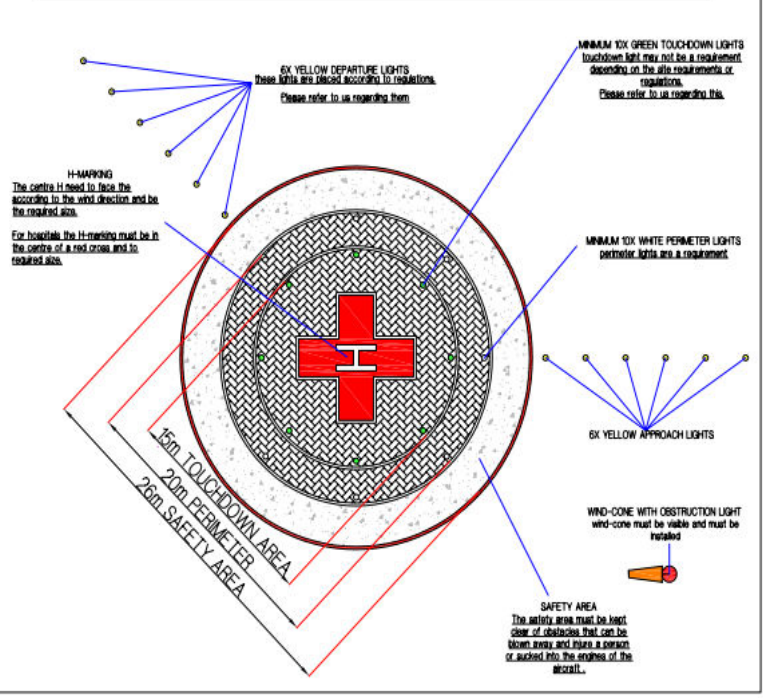 6X YELLOW DEPARTURE LIGHTS
these lights are placed according to regulations.
Please refer to us regarding them
MINIMUM 10X GREEN TOUCHDOWN LIGHTS
touchdown light may not be a requirement
depending on the site requirements or
regulations.
Please refer to us regarding this.
H-MARKING
The centre H need to face the
according to the wind direction and be
the required size.
For hospitals the H-marking must be in
the centre of a red cross and to
required size.
MINIMUM 10X WHITE PERIMETER LIGHTS
perimeter lights are a requirement
H
6X YELLOW APPROACH LIGHTS
15m TOUCHDOWN AREA
20m PERIMETER
26m SAFETY AREA
WIND-CONE WITH OBSTRUCTION LIGHT
wind-cone must be visible and must be
installed
SAFETY AREA
The safety area must be kept
clear of obstacles that can be
blown away and injure a person
or sucked into the engines of the
aircraft .